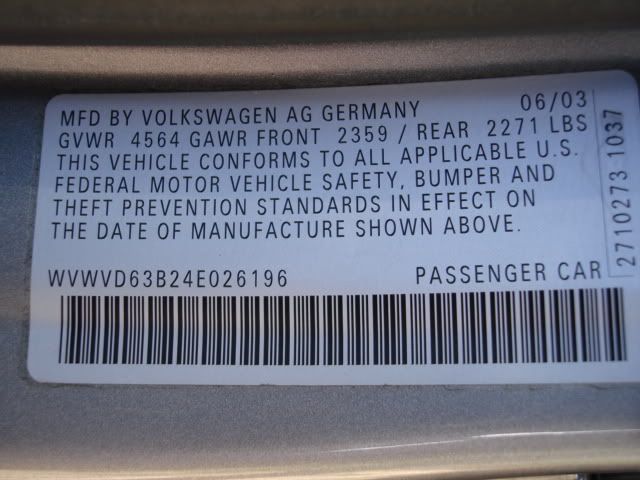 MFD BY VOLKSWAGEN AG GERMANY 06/03
GVWR 4564 GAWR FRONT 2359 / REAR 2271 LBS
THIS VEHICLE CONFORMS TO ALL APPLICABLE U.S.
FEDERAL MOTOR VEHICLE SAFETY, BUMPER AND
THEFT PREVENTION STANDARDS IN EFFECT ON
THE DATE OF MANUFACTURE SHOWN ABOVE.
WVWVD63B24E026196 PASSENGER CAR
2710273 1037